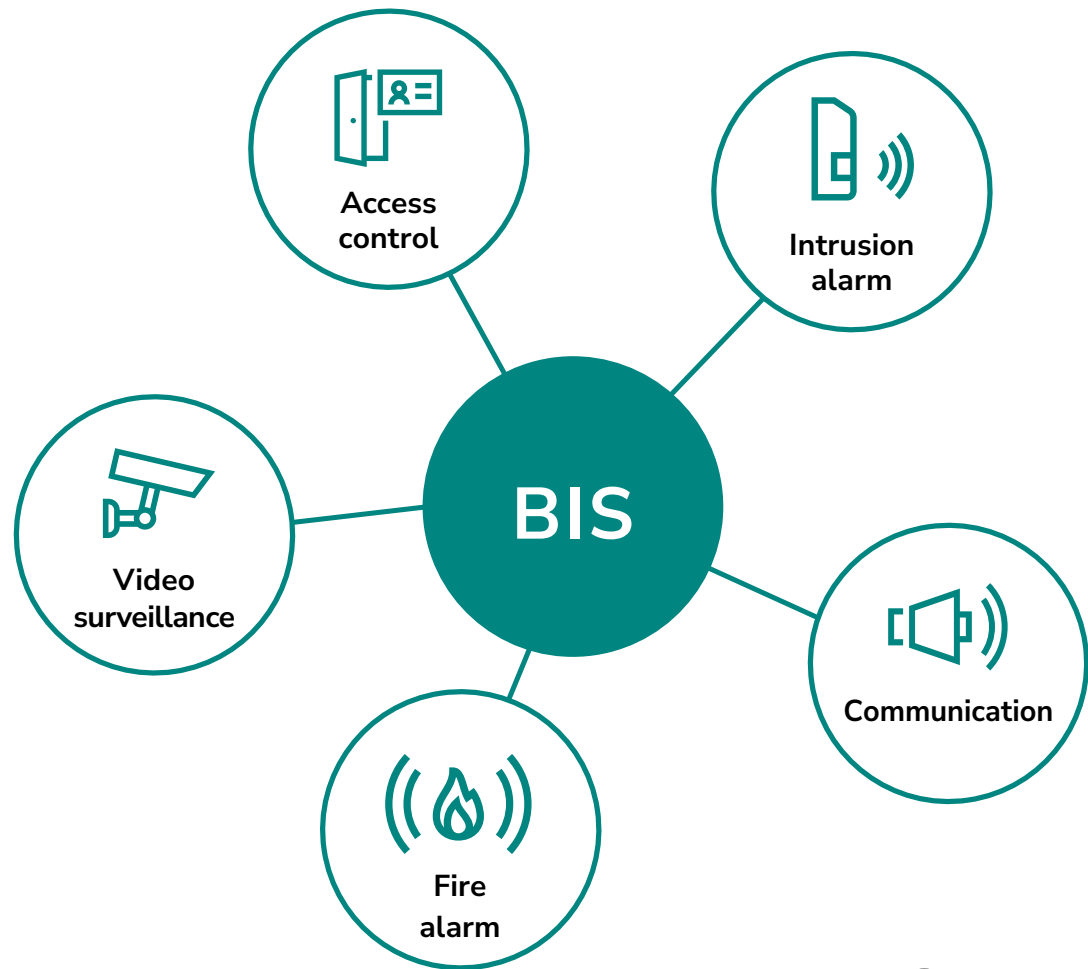 Access
control
Intrusion
alarm
BIS
Video
surveillance
Communication
Fire
alarm